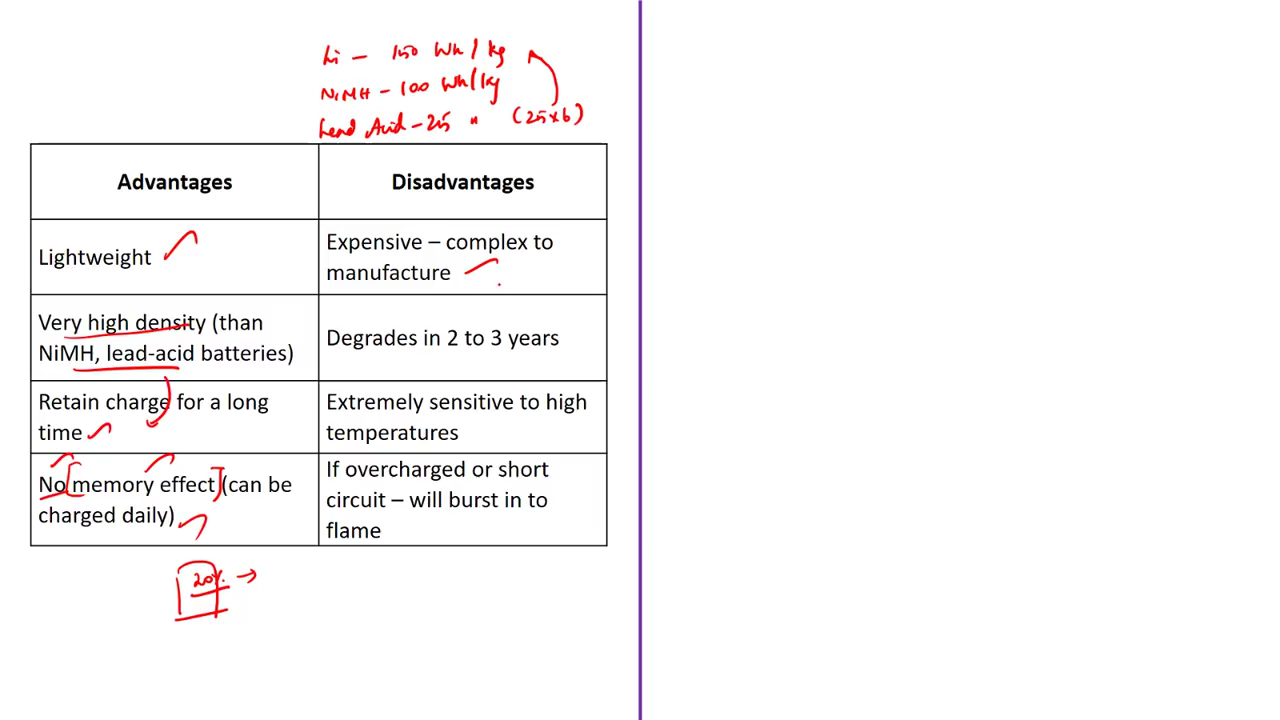 Li – 150 Wh/kg
NiMH – 100 Wh/kg
Lead Acid – 25 " (25x6)
Advantages
Disadvantages
Lightweight
Expensive – complex to
manufacture
Very high density (than
NiMH, lead-acid batteries)
Degrades in 2 to 3 years
Retain charge for a long
time
Extremely sensitive to high
temperatures
No [memory effect] (can be
charged daily)
If overcharged or short
circuit – will burst in to
flame
20%. →